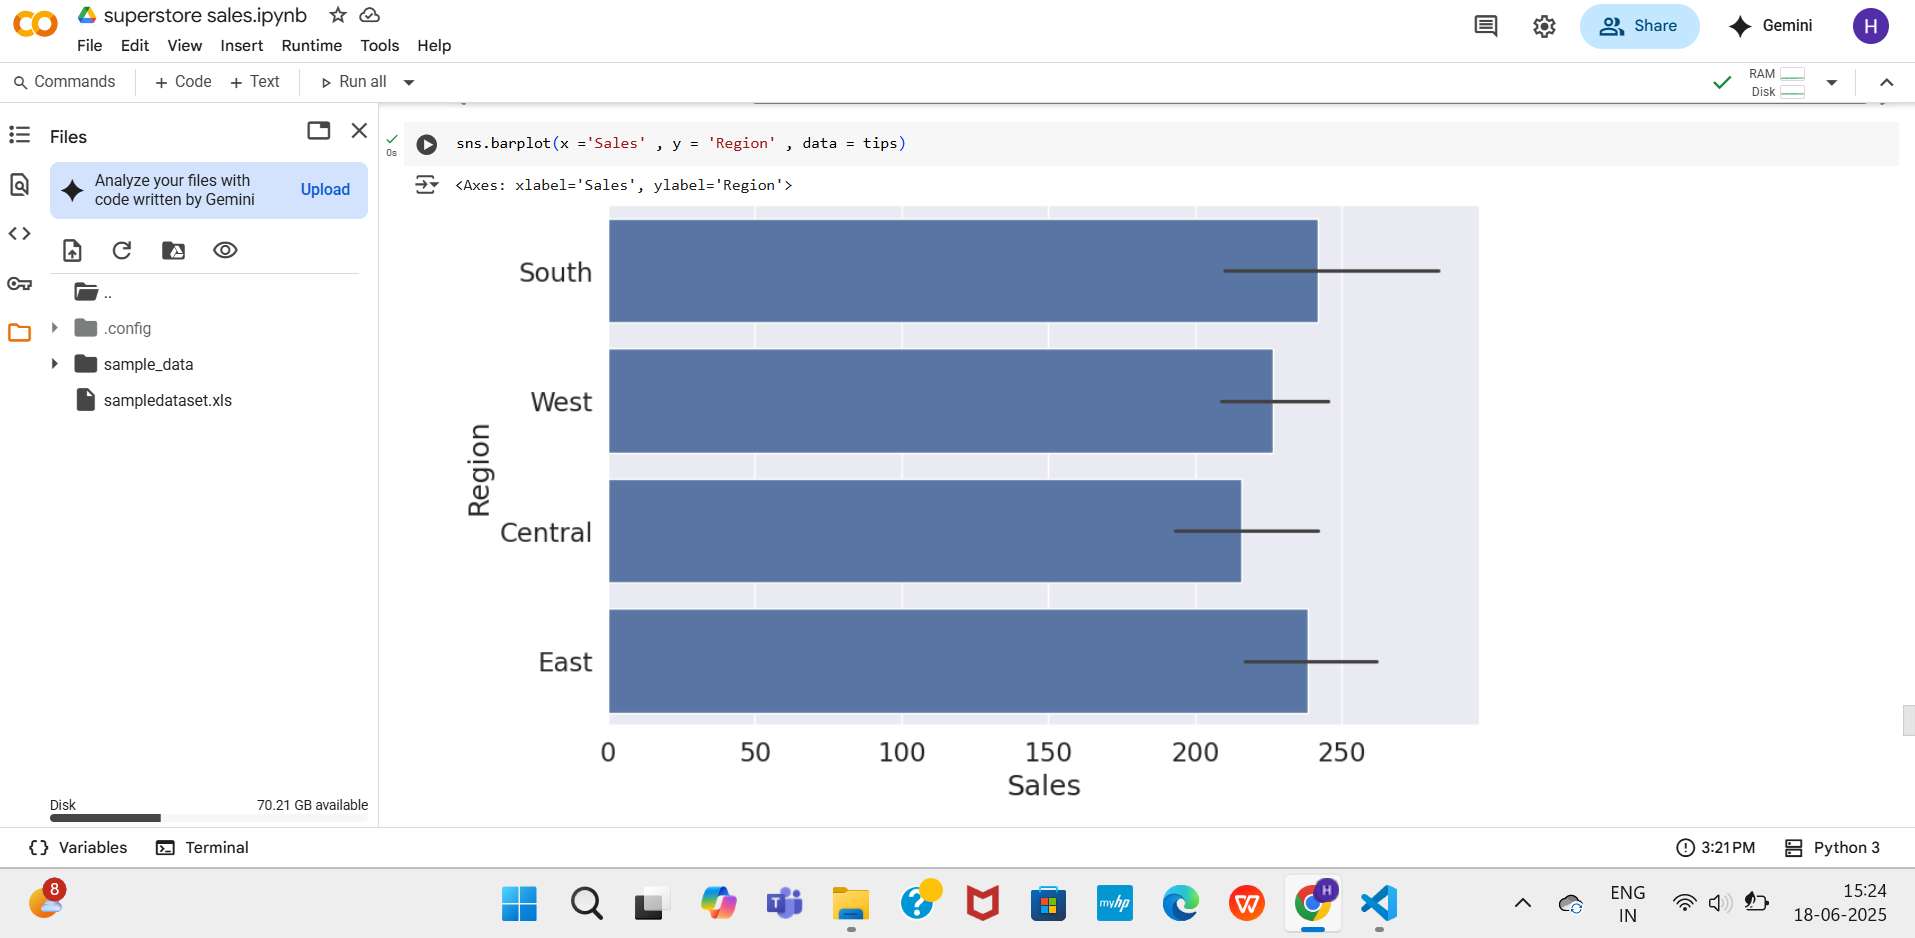 superstore sales.ipynb
File Edit View Insert Runtime Tools Help
Share
Gemini
H
Commands + Code + Text Run all
RAM
Disk
Files
Analyze your files with
code written by Gemini
Upload
..
.config
sample_data
sampledataset.xls
Disk 70.21 GB available
0s
sns.barplot(x ='Sales' , y = 'Region' , data = tips)
<Axes: xlabel='Sales', ylabel='Region'>
South
West
Central
East
Region
0 50 100 150 200 250
Sales
{} Variables Terminal
3:21 PM Python 3
8
T
?
myhp
W
H
ENG
IN
15:24
18-06-2025